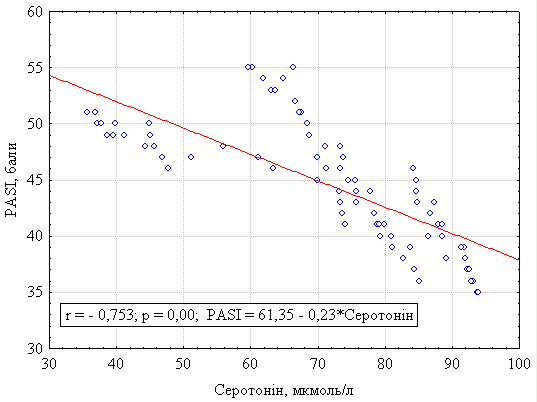 60
55
50
45
40
35
30
PASI, бали
r = - 0,753; p = 0,00;  PASI = 61,35 - 0,23*Серотонін
30 40 50 60 70 80 90 100
Серотонін, мкмоль/л